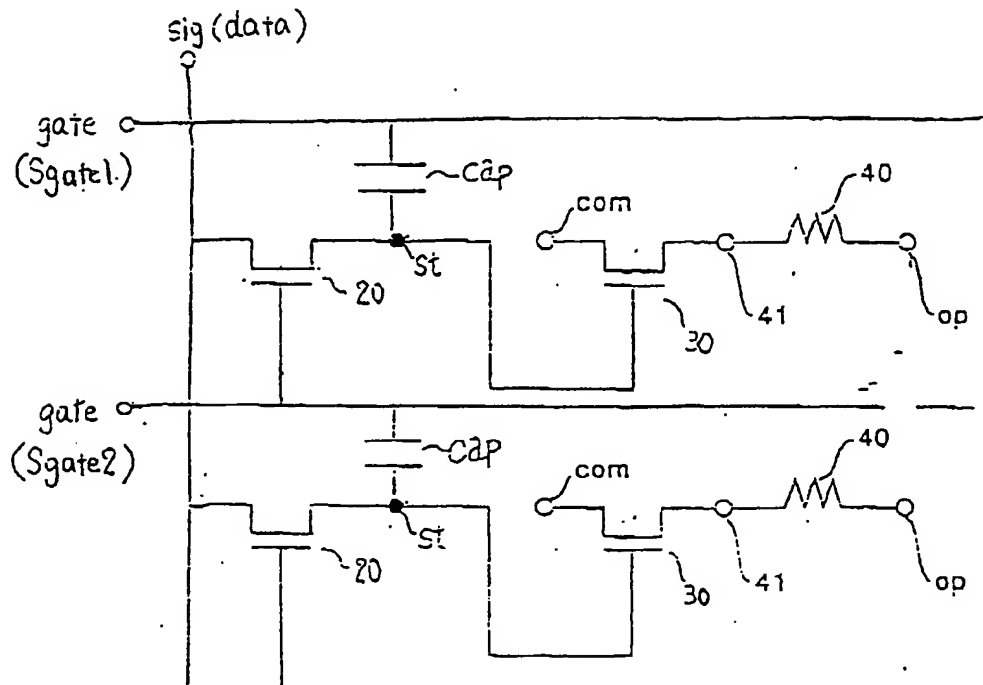 sig(data)
gate
(Sgate1.)
cap
com
40
St
20
30
41
op
gate
(Sgate2)
cap
com
40
St
20
30
41
op